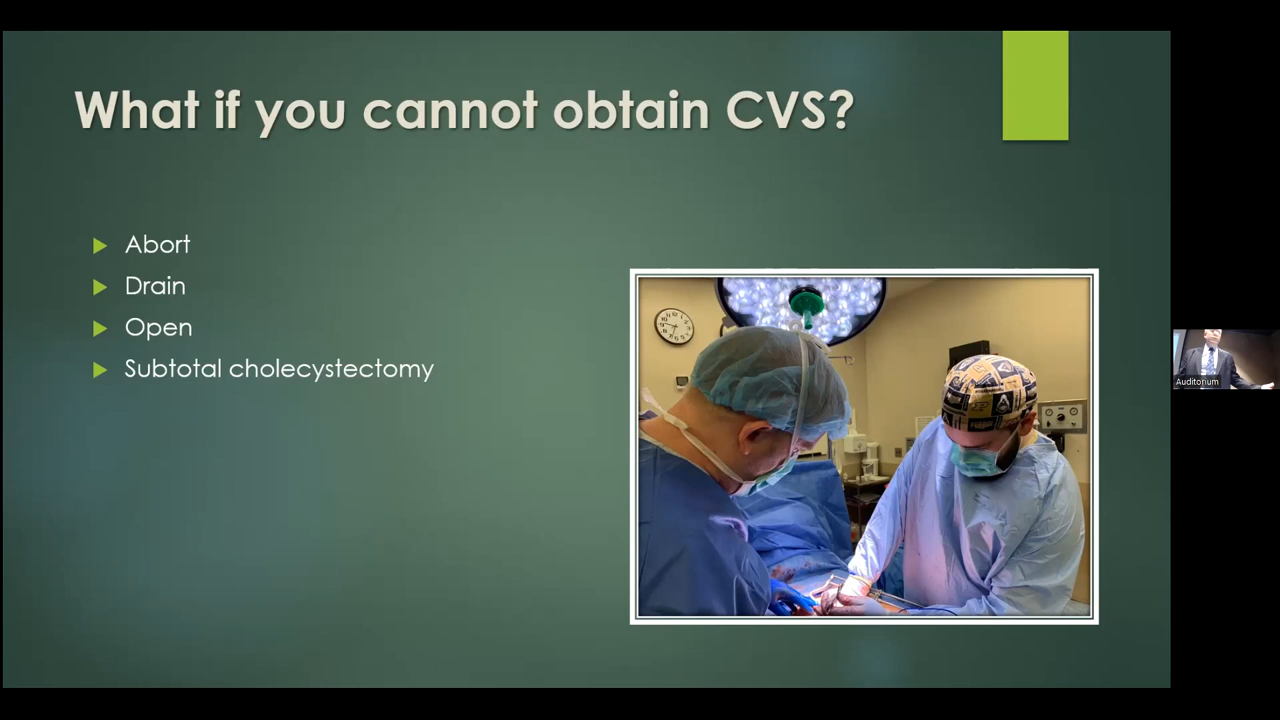 What if you cannot obtain CVS?
Abort
Drain
Open
Subtotal cholecystectomy
Auditorium